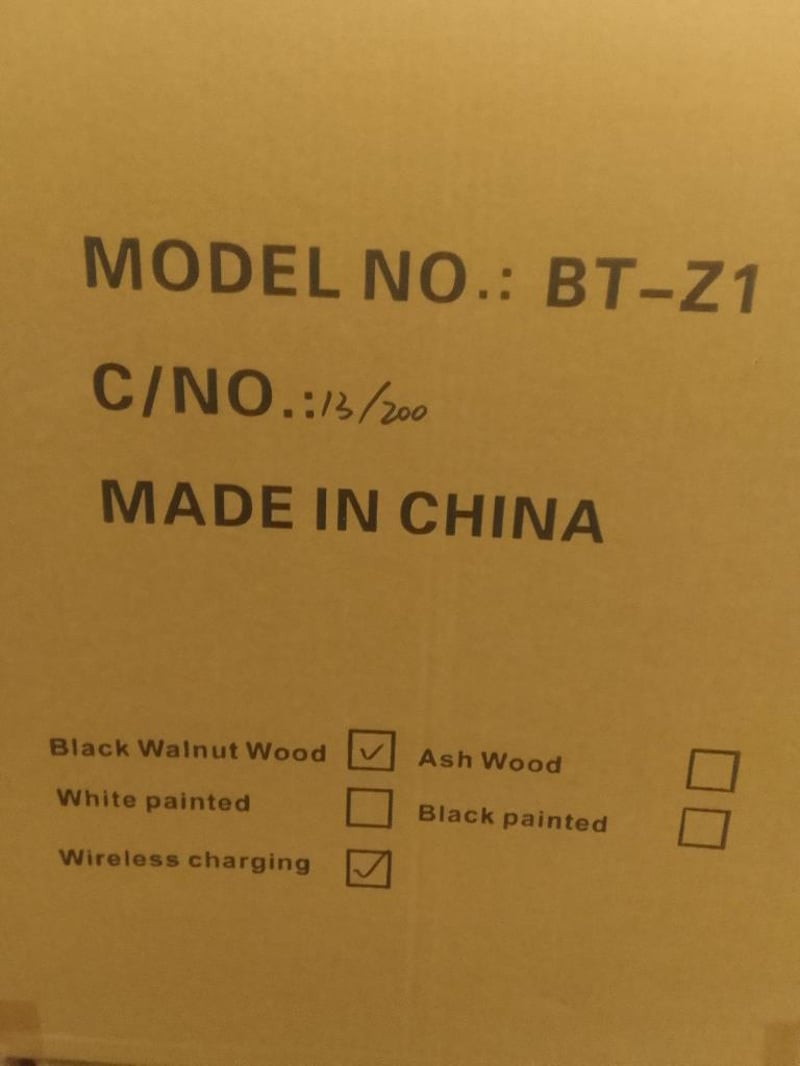 MODEL NO.: BT-Z1
C/NO.:13/200
MADE IN CHINA
Black Walnut Wood ☑ Ash Wood ☐
White painted ☐ Black painted ☐
Wireless charging ☑